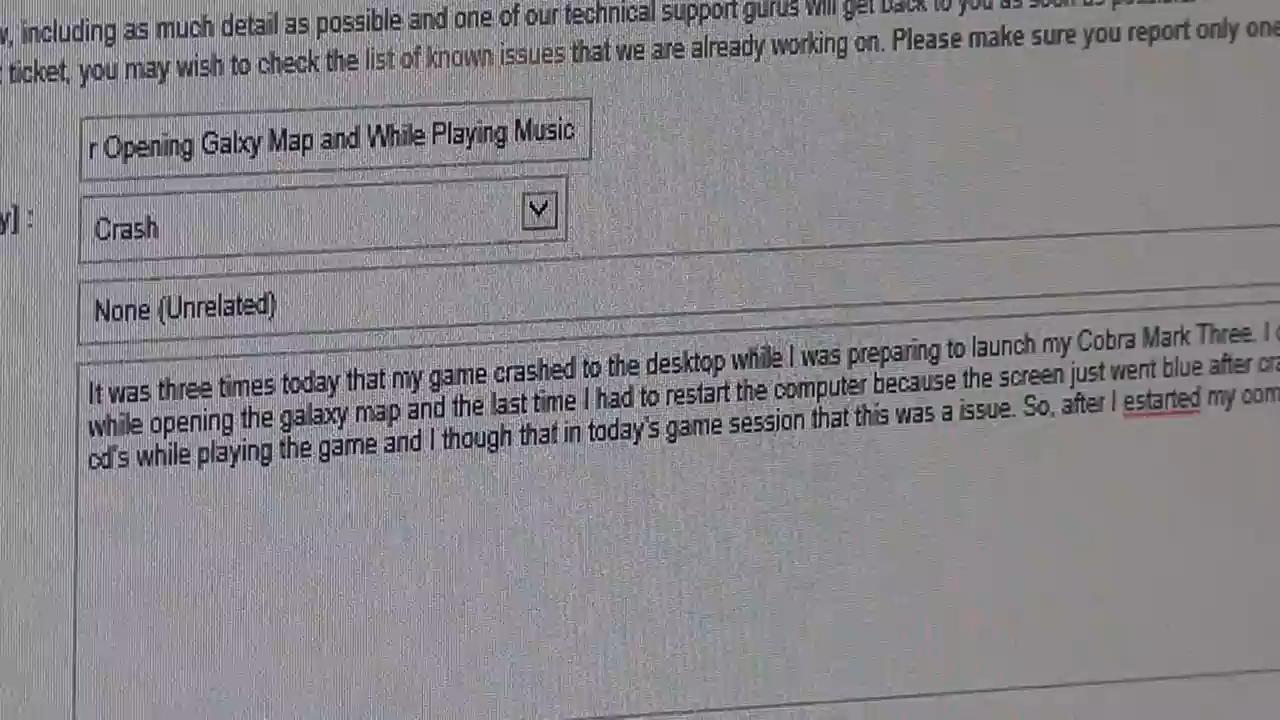 including as much detail as possible and one of our technical support gurus will get back to you as soon as
ticket, you may wish to check the list of known issues that we are already working on. Please make sure you report only one
r Opening Galxy Map and While Playing Music
y] :
Crash
None (Unrelated)
It was three times today that my game crashed to the desktop while I was preparing to launch my Cobra Mark Three. I
while opening the galaxy map and the last time I had to restart the computer because the screen just went blue after
cd's while playing the game and I though that in today's game session that this was a issue. So, after I estarted my